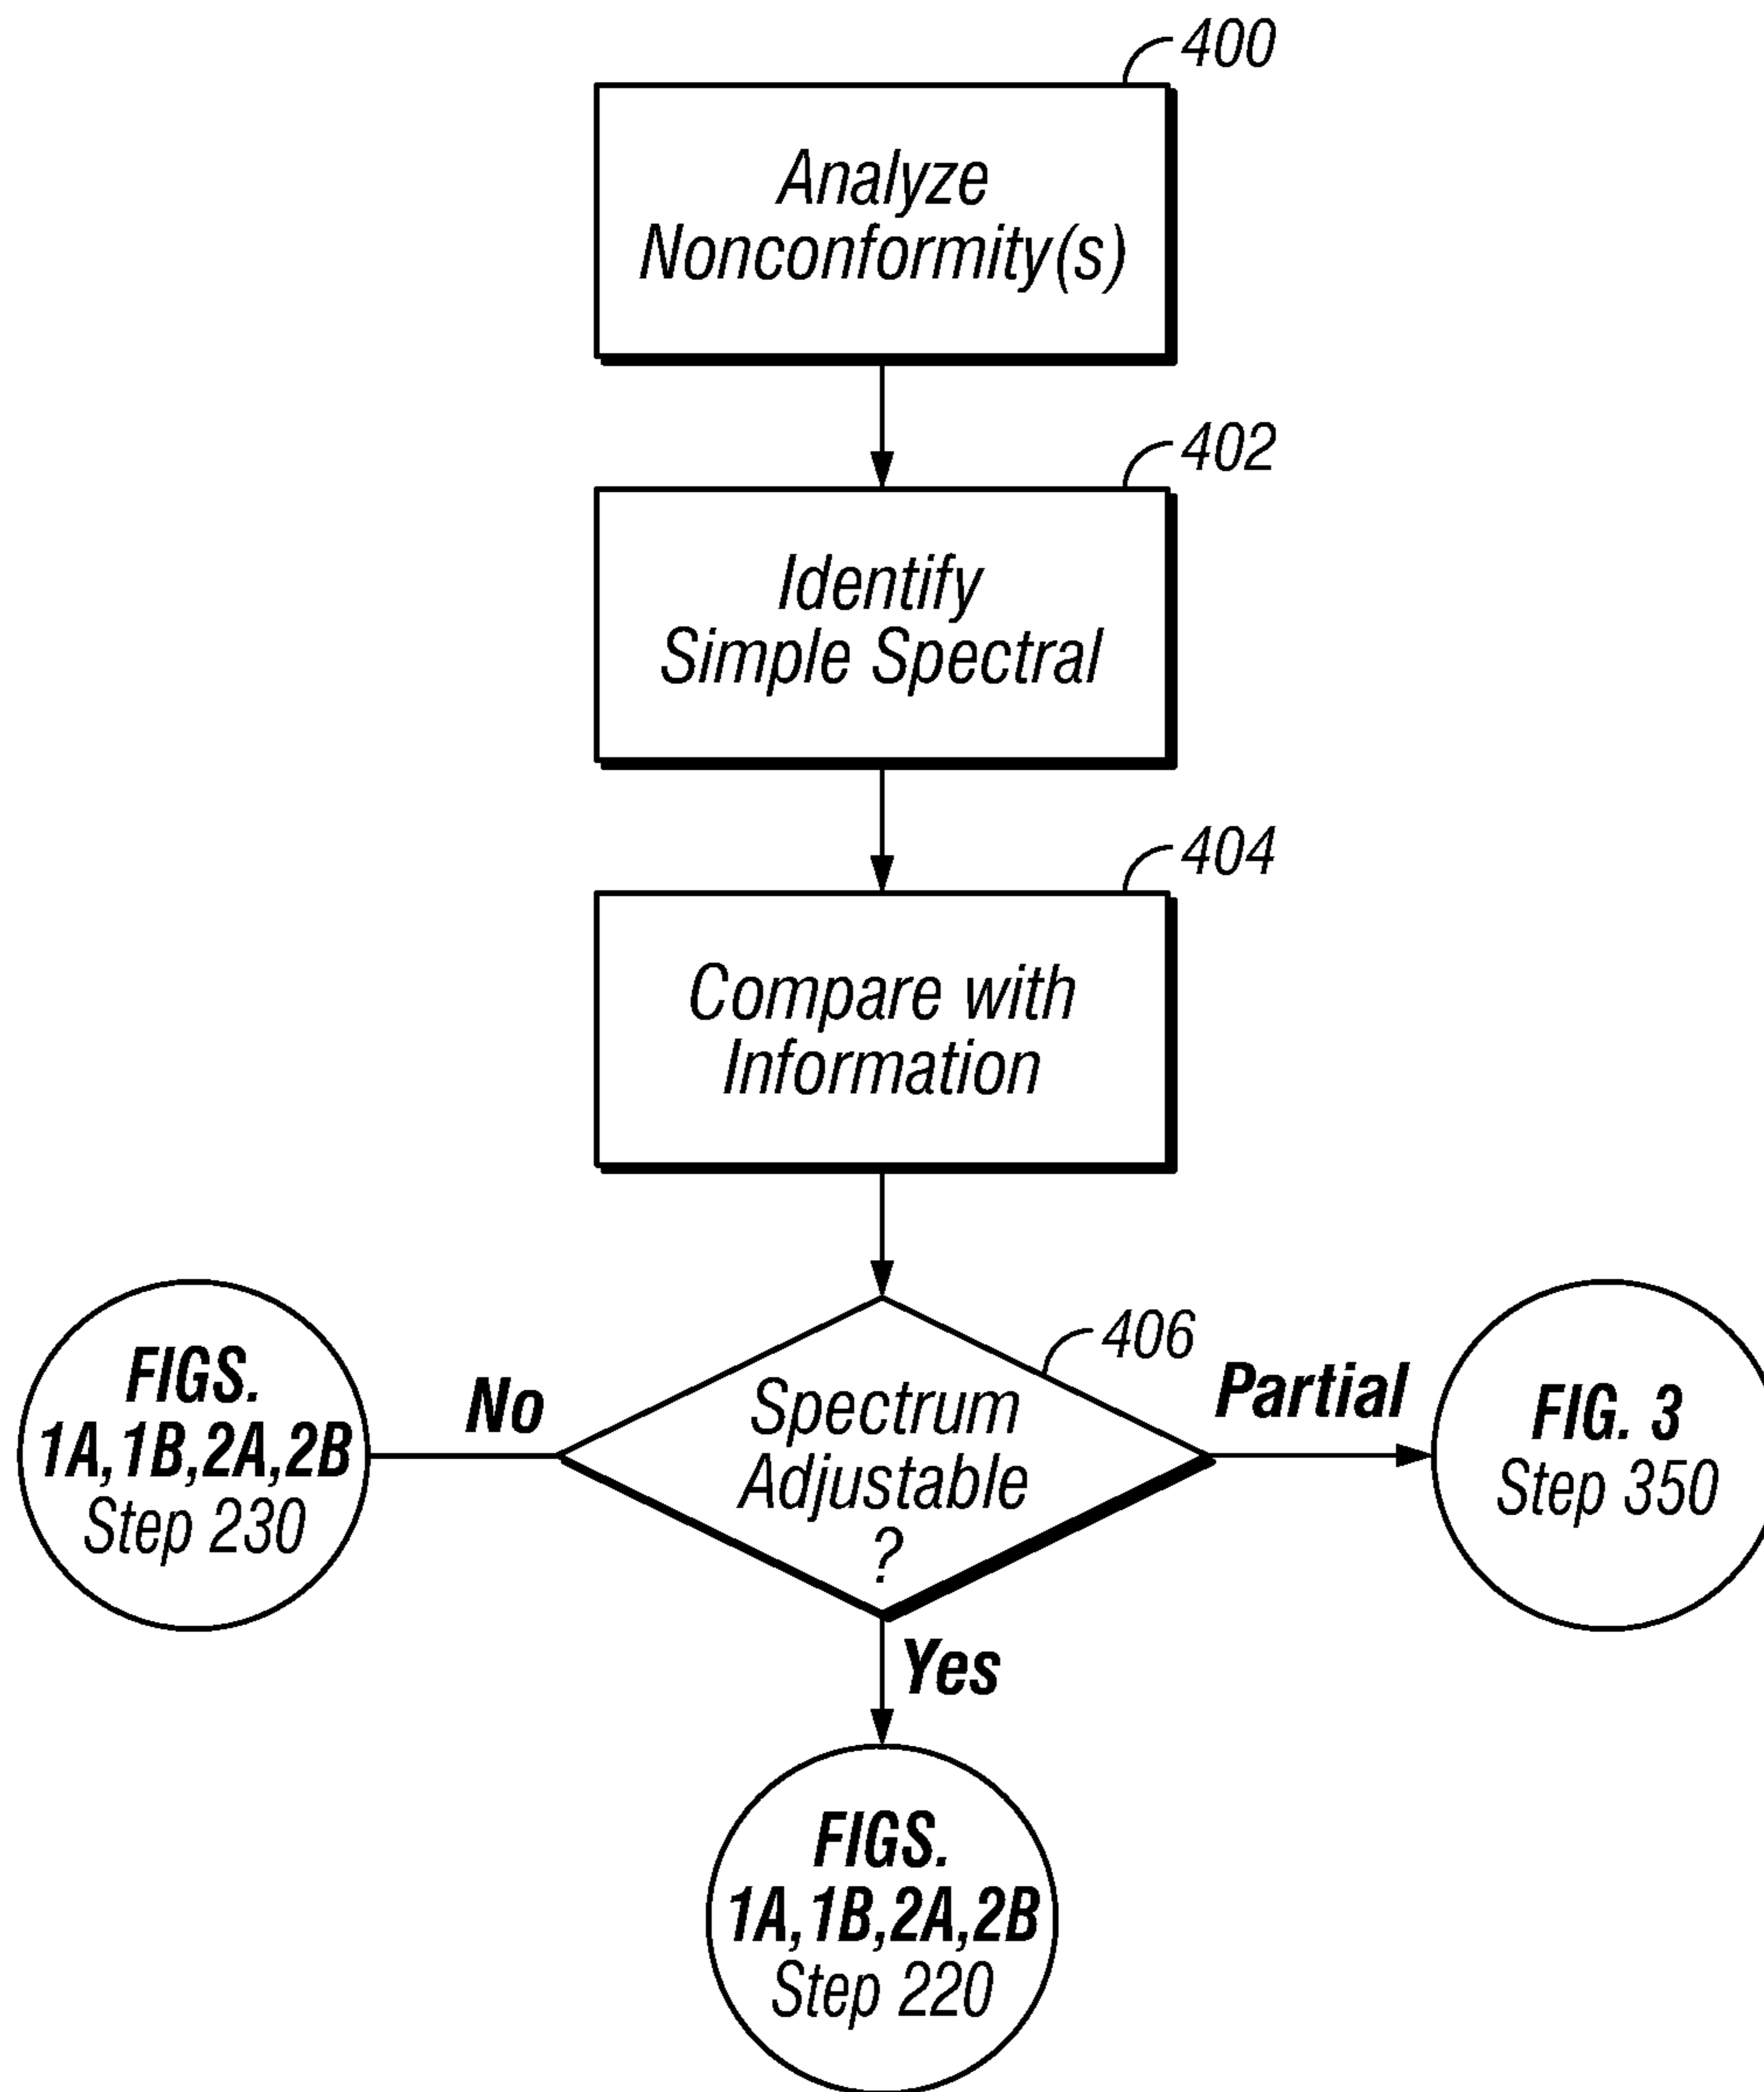 400
Analyze
Nonconformity(s)
402
Identify
Simple Spectral
404
Compare with
Information
406
Spectrum
Adjustable
?
No
FIGS.
1A, 1B, 2A, 2B
Step 230
Partial
FIG. 3
Step 350
Yes
FIGS.
1A, 1B, 2A, 2B
Step 220